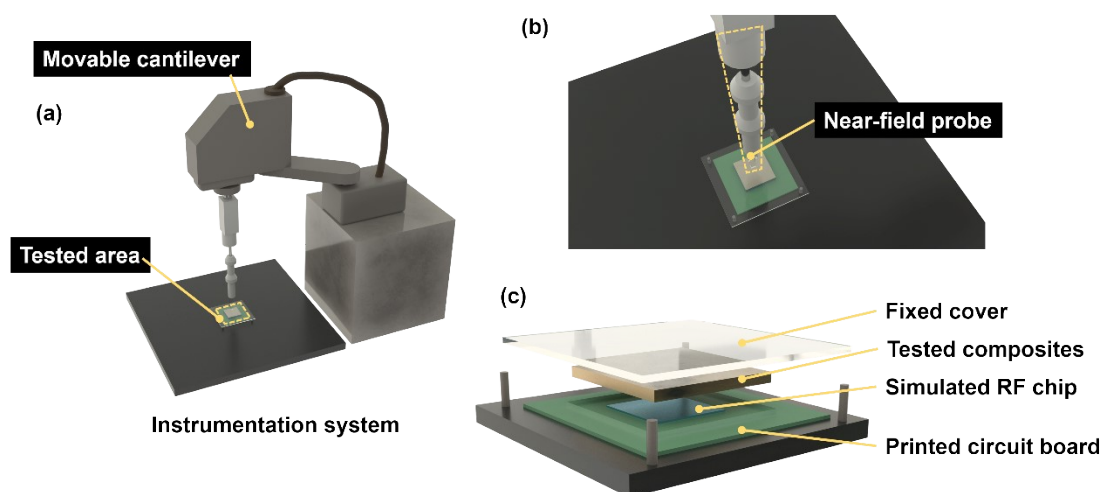 (a)
Movable cantilever
Tested area
Instrumentation system
(b)
Near-field probe
(c)
Fixed cover
Tested composites
Simulated RF chip
Printed circuit board